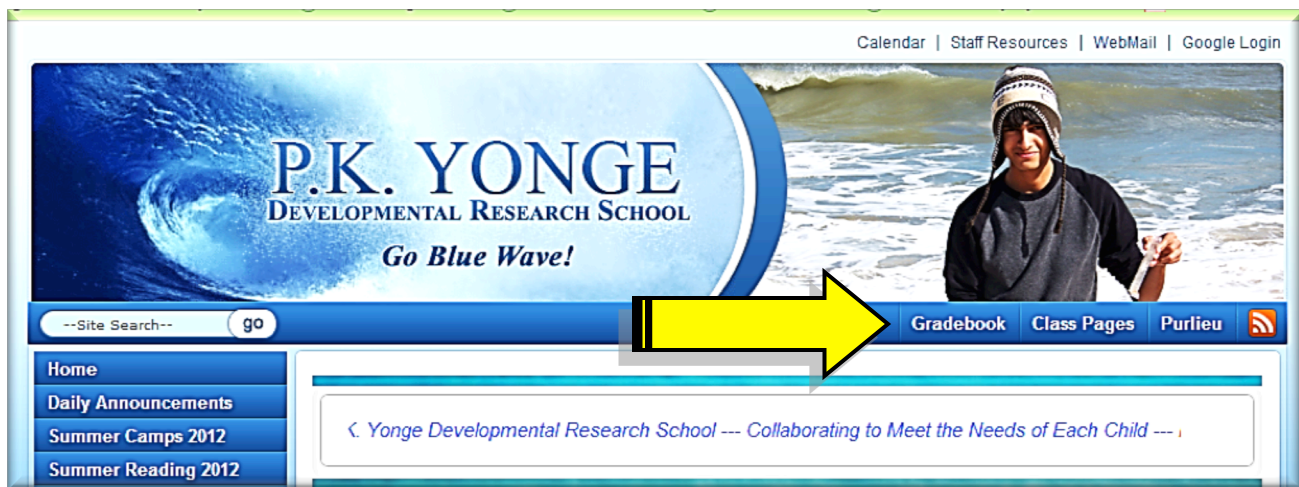 Calendar | Staff Resources | WebMail | Google Login
P.K. YONGE
DEVELOPMENTAL RESEARCH SCHOOL
Go Blue Wave!
--Site Search-- go
Gradebook Class Pages Purlieu
Home
Daily Announcements
Summer Camps 2012
Summer Reading 2012
Yonge Developmental Research School --- Collaborating to Meet the Needs of Each Child ---